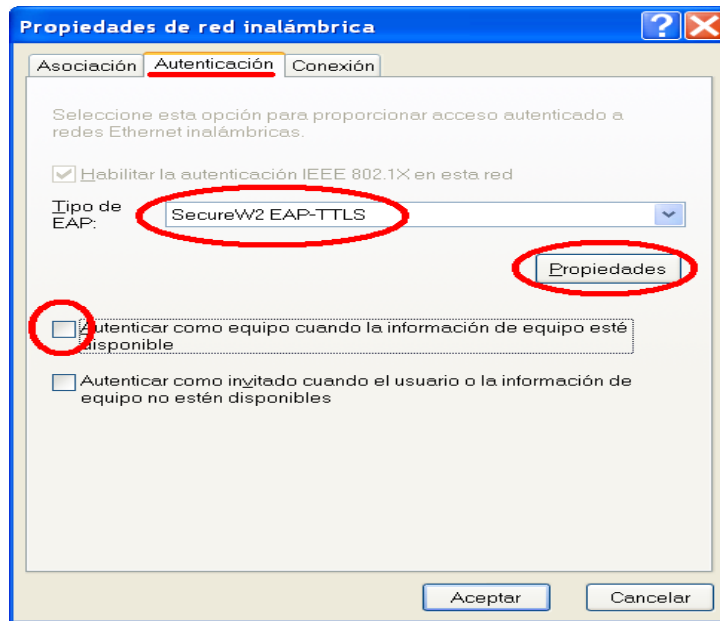 Propiedades de red inalámbrica
Asociación Autenticación Conexión
Seleccione esta opción para proporcionar acceso autenticado a
redes Ethernet inalámbricas.
Habilitar la autenticación IEEE 802.1X en esta red
Tipo de
EAP:
SecureW2 EAP-TTLS
Propiedades
Autenticar como equipo cuando la información de equipo esté
disponible
Autenticar como invitado cuando el usuario o la información de
equipo no estén disponibles
Aceptar Cancelar